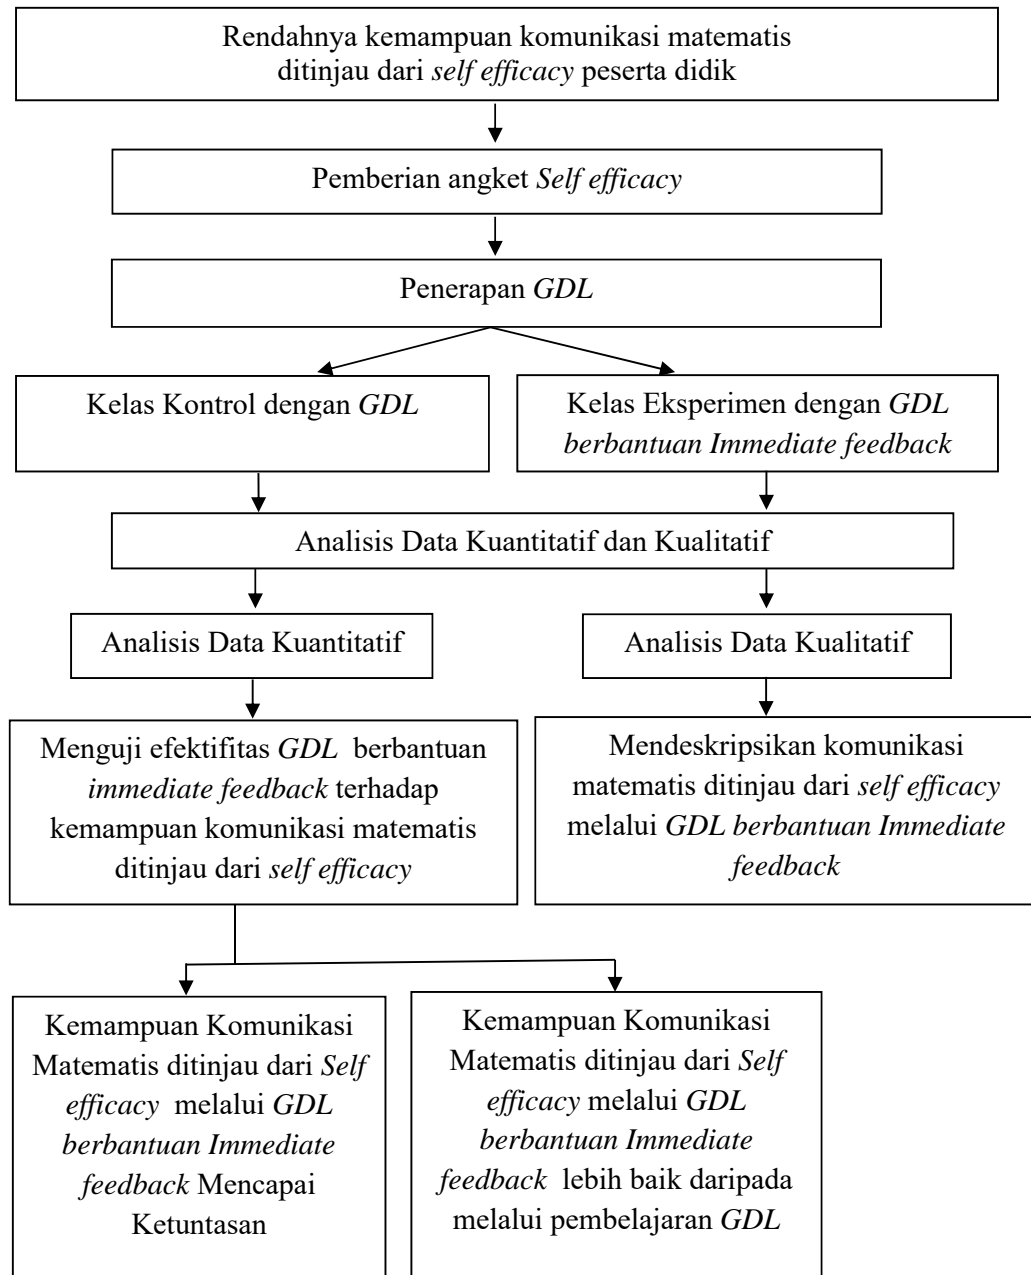 Rendahnya kemampuan komunikasi matematis
ditinjau dari self efficacy peserta didik
Pemberian angket Self efficacy
Penerapan GDL
Kelas Kontrol dengan GDL
Kelas Eksperimen dengan GDL
berbantuan Immediate feedback
Analisis Data Kuantitatif dan Kualitatif
Analisis Data Kuantitatif
Analisis Data Kualitatif
Menguji efektifitas GDL berbantuan
immediate feedback terhadap
kemampuan komunikasi matematis
ditinjau dari self efficacy
Mendeskripsikan komunikasi
matematis ditinjau dari self efficacy
melalui GDL berbantuan Immediate
feedback
Kemampuan Komunikasi
Matematis ditinjau dari Self
efficacy melalui GDL
berbantuan Immediate
feedback Mencapai
Ketuntasan
Kemampuan Komunikasi
Matematis ditinjau dari Self
efficacy melalui GDL
berbantuan Immediate
feedback lebih baik daripada
melalui pembelajaran GDL